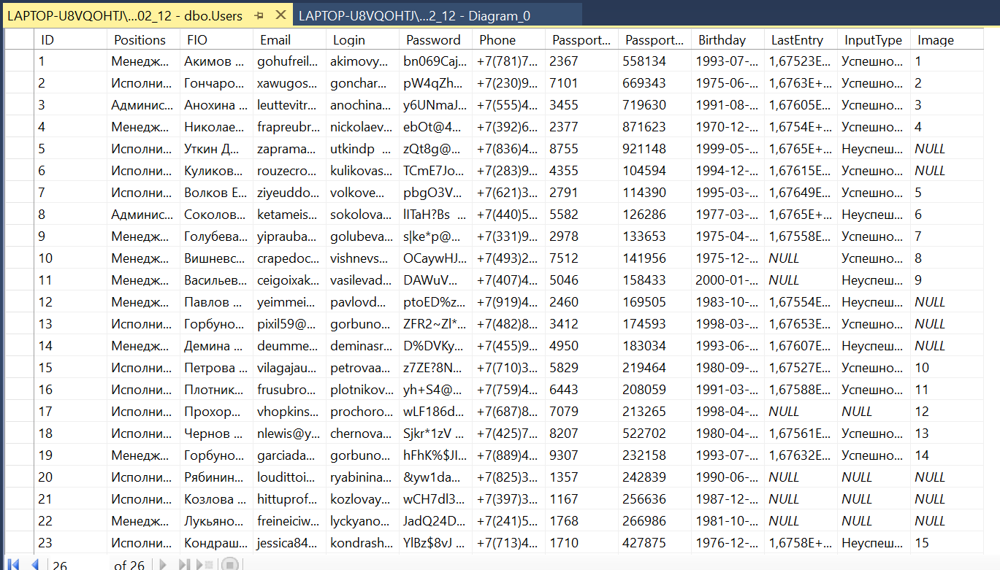 LAPTOP-U8VQOHTJ\...02_12 - dbo.Users LAPTOP-U8VQOHTJ\...2_12 - Diagram_0
ID Positions FIO Email Login Password Phone Passport... Passport... Birthday LastEntry InputType Image
1 Менедж... Акимов ... gohufreil... akimovy... bn069Caj... +7(781)7... 2367 558134 1993-07-... 1,67523E... Успешно... 1
2 Исполни... Гончаро... xawugos... gonchar... pW4qZh... +7(230)9... 7101 669343 1975-06-... 1,6763E+... Успешно... 2
3 Админис... Анохина ... leuttevitr... anochina... y6UNmaJ... +7(555)4... 3455 719630 1991-08-... 1,67605E... Успешно... 3
4 Менедж... Николае... frapreubr... nickolaev... ebOt@4... +7(392)6... 2377 871623 1970-12-... 1,6754E+... Успешно... 4
5 Исполни... Уткин Д... zaprama... utkindp ... zQt8g@... +7(836)4... 8755 921148 1999-05-... 1,6765E+... Неуспеш... NULL
6 Исполни... Куликов... rouzecro... kulikovas... TCmE7Jo... +7(283)9... 4355 104594 1994-12-... 1,67615E... Успешно... NULL
7 Исполни... Волков Е... ziyeuddo... volkove... pbgO3V... +7(621)3... 2791 114390 1995-03-... 1,67649E... Успешно... 5
8 Админис... Соколов... ketameis... sokolova... lITaH?Bs ... +7(440)5... 5582 126286 1977-03-... 1,6765E+... Неуспеш... 6
9 Менедж... Голубева... yiprauba... golubeva... s|ke*p@... +7(331)9... 2978 133653 1975-04-... 1,67558E... Успешно... 7
10 Менедж... Вишневс... crapedoc... vishnevs... OCaywHJ... +7(493)2... 7512 141956 1975-12-... NULL Успешно... 8
11 Менедж... Васильев... ceigoixak... vasilevad... DAWuV... +7(407)4... 5046 158433 2000-01-... NULL Неуспеш... 9
12 Менедж... Павлов ... yeimmei... pavlovd... ptoED%z... +7(919)4... 2460 169505 1983-10-... 1,67554E... Неуспеш... NULL
13 Исполни... Горбуно... pixil59@... gorbuno... ZFR2~Zl*... +7(482)8... 3412 174593 1998-03-... 1,67653E... Успешно... NULL
14 Менедж... Демина ... deumme... deminasr... D%DVKy... +7(455)9... 4950 183034 1993-06-... 1,67607E... Неуспеш... NULL
15 Исполни... Петрова ... vilagajau... petrovaa... z7ZE?8N... +7(710)3... 5829 219464 1980-09-... 1,67527E... Успешно... 10
16 Исполни... Плотник... frusubro... plotnikov... yh+S4@... +7(759)4... 6443 208059 1991-03-... 1,67588E... Успешно... 11
17 Исполни... Прохор... vhopkins... prochoro... wLF186d... +7(687)8... 7079 213265 1998-04-... NULL NULL 12
18 Исполни... Чернов ... nlewis@y... chernova... Sjkr*1zV ... +7(425)7... 8207 522702 1980-04-... 1,67561E... Успешно... 13
19 Менедж... Горбуно... garciada... gorbuno... hFhK%$JI... +7(889)4... 9307 232158 1993-07-... 1,67632E... Успешно... 14
20 Исполни... Рябинин... loudittoi... ryabinina... &yw1da... +7(825)3... 1357 242839 1990-06-... NULL NULL NULL
21 Исполни... Козлова ... hittuprof... kozlovay... wCH7dl3... +7(397)3... 1167 256636 1987-12-... NULL NULL NULL
22 Менедж... Лукьяно... freineiciw... lyckyano... JadQ24D... +7(241)5... 1768 266986 1981-10-... NULL NULL NULL
23 Исполни... Кондраш... jessica84... kondrash... YlBz$8vJ ... +7(713)4... 1710 427875 1976-12-... 1,6758E+... Неуспеш... 15
26 of 26